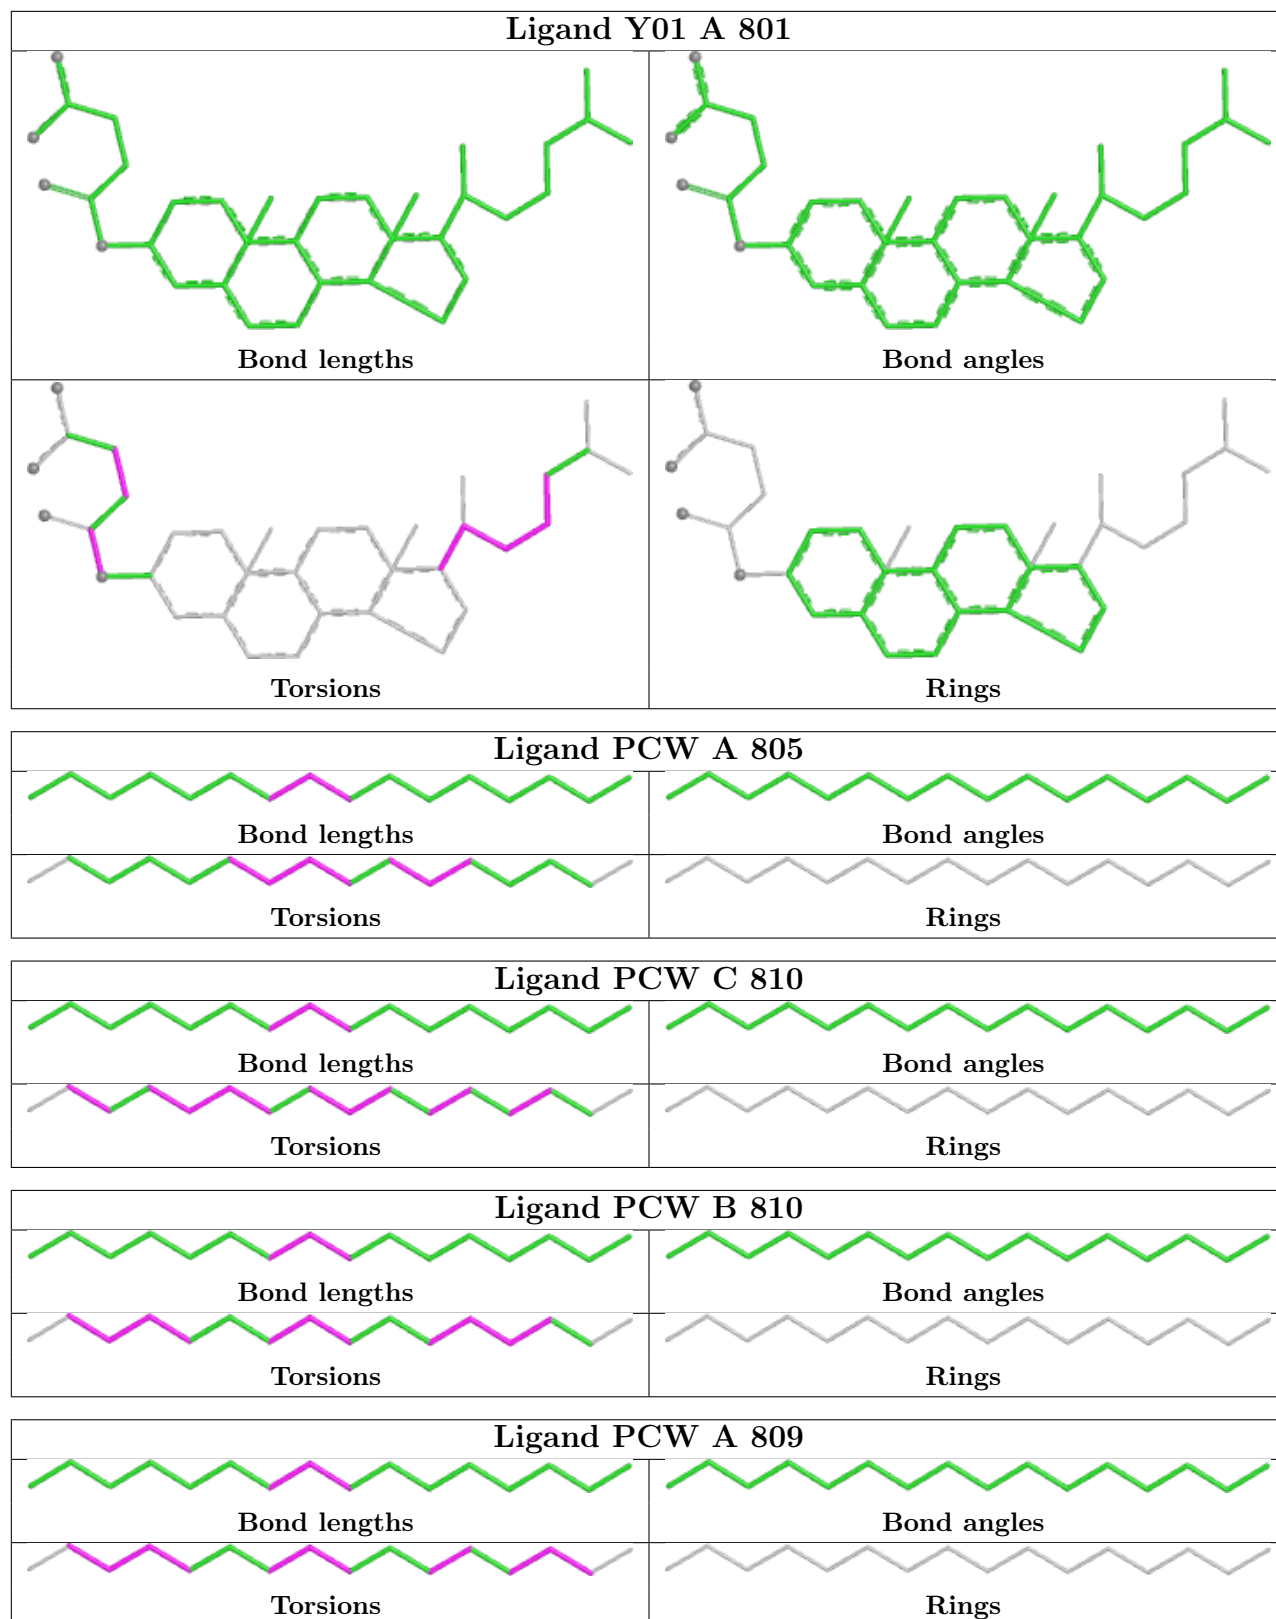 Ligand Y01 A 801
Bond lengths
Bond angles
Torsions
Rings
Ligand PCW A 805
Bond lengths
Bond angles
Torsions
Rings
Ligand PCW C 810
Bond lengths
Bond angles
Torsions
Rings
Ligand PCW B 810
Bond lengths
Bond angles
Torsions
Rings
Ligand PCW A 809
Bond lengths
Bond angles
Torsions
Rings